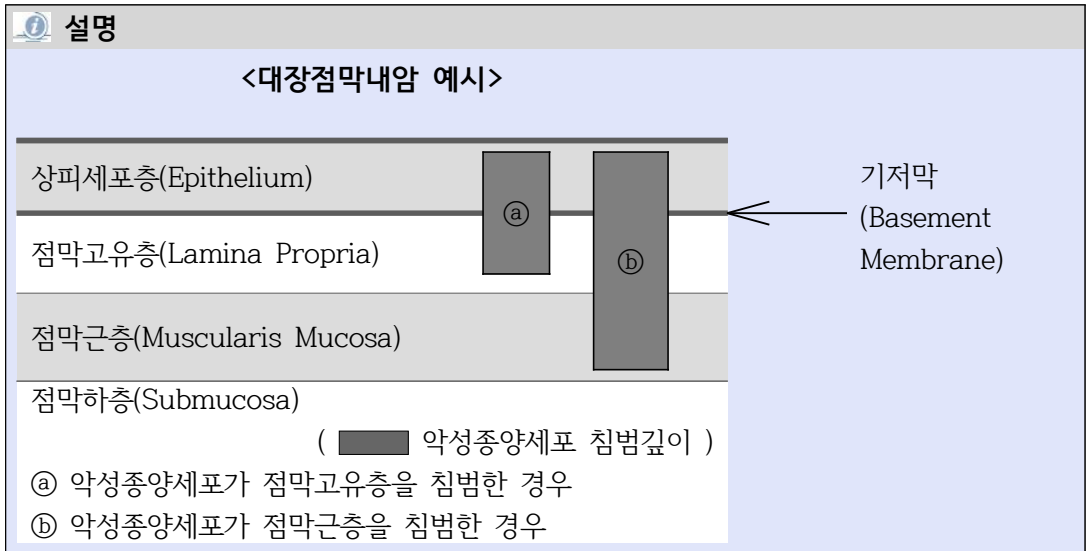 설명
<대장점막내암 예시>
상피세포층(Epithelium)
ⓐ
기저막
(Basement
Membrane)
점막고유층(Lamina Propria)
ⓑ
점막근층(Muscularis Mucosa)
점막하층(Submucosa)
( 악성종양세포 침범깊이 )
ⓐ 악성종양세포가 점막고유층을 침범한 경우
ⓑ 악성종양세포가 점막근층을 침범한 경우